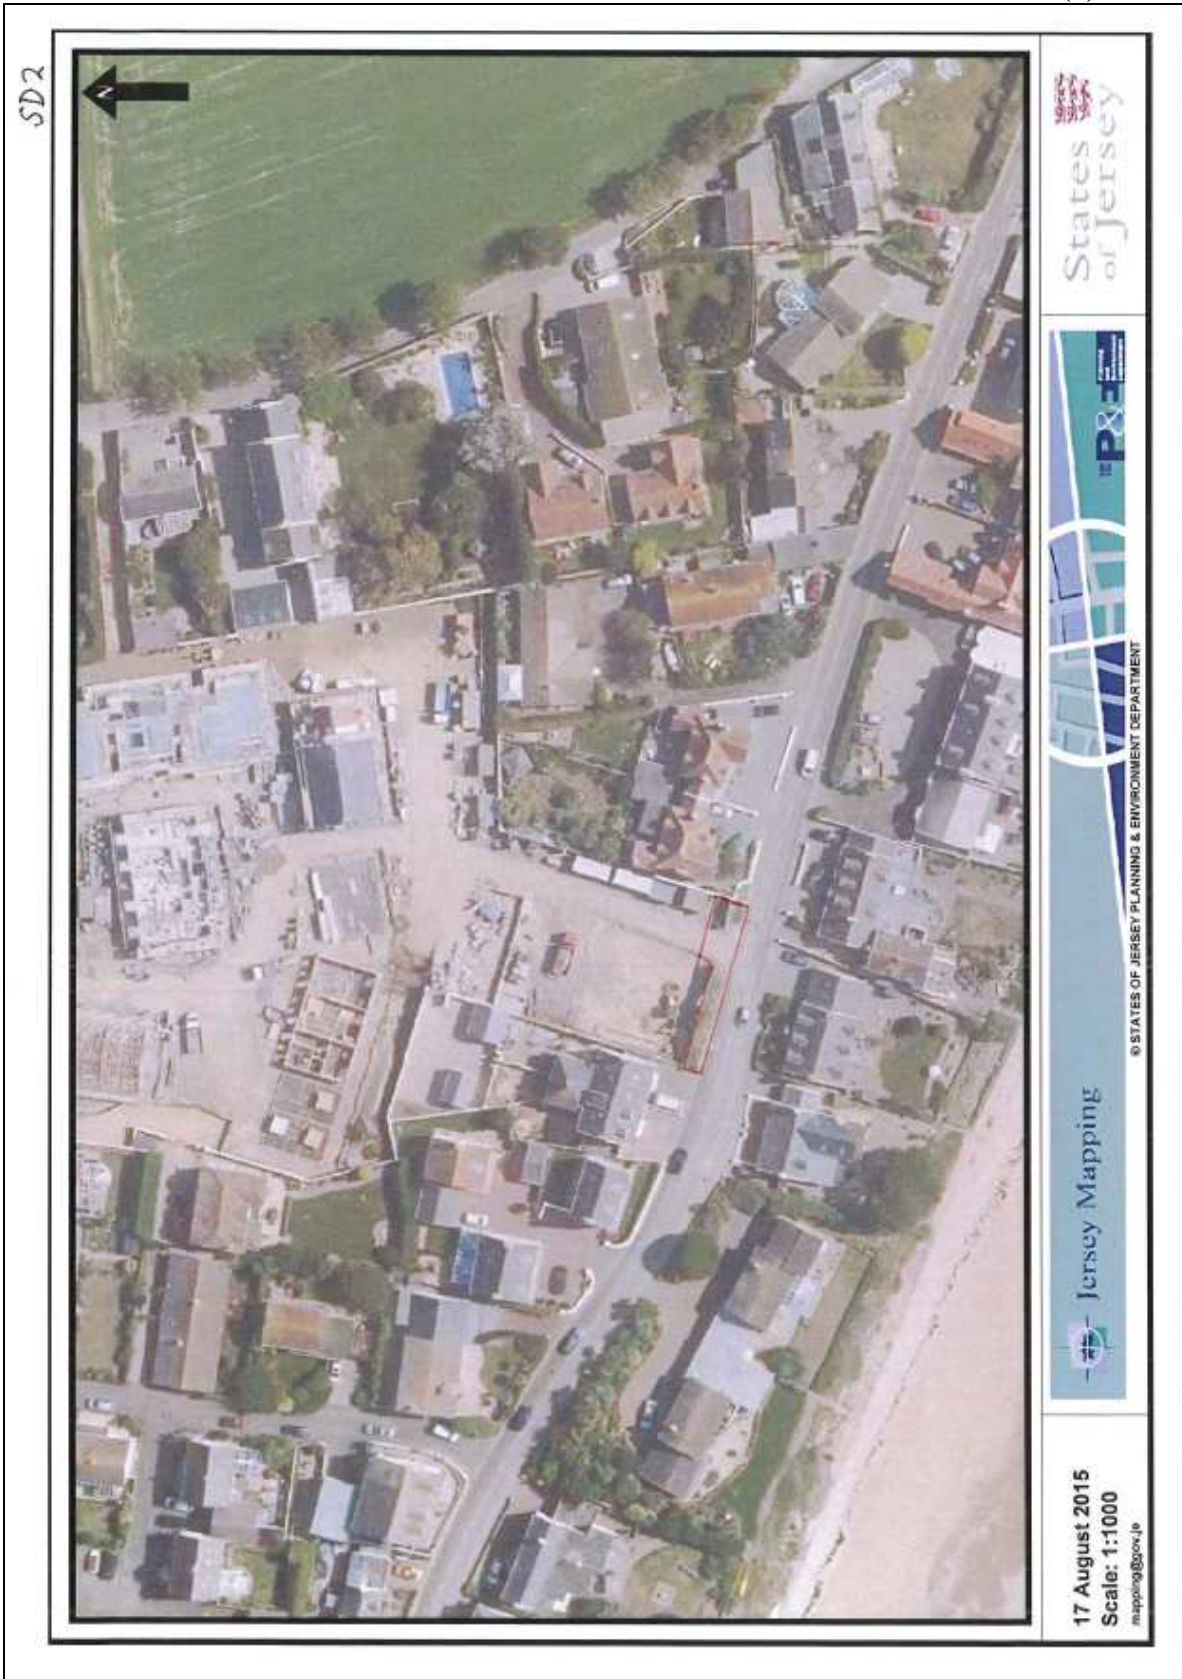 SD2
N
States
of Jersey
P&E
© STATES OF JERSEY PLANNING & ENVIRONMENT DEPARTMENT
Jersey Mapping
17 August 2015
Scale: 1:1000
mapping@gov.je